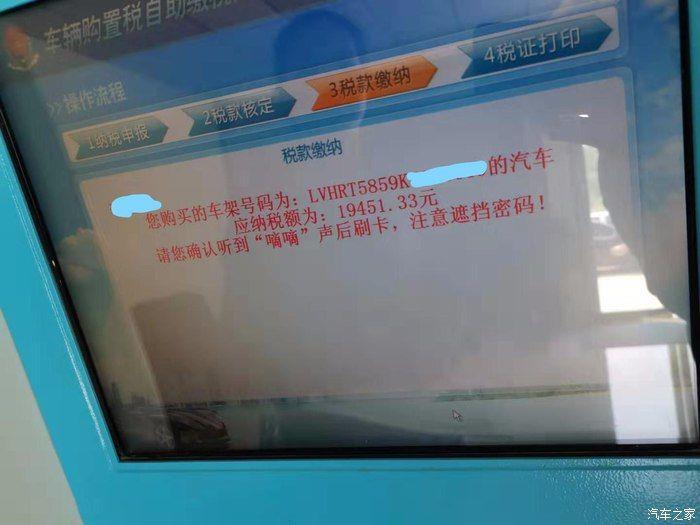 车辆购置税自助缴税
>> 操作流程
1纳税申报
2税款核定
3税款缴纳
4税证打印
税款缴纳
您购买的车架号码为：LVHRT5859K 的汽车
应纳税额为：19451.33元
请您确认听到“嘀嘀”声后刷卡，注意遮挡密码！
汽车之家